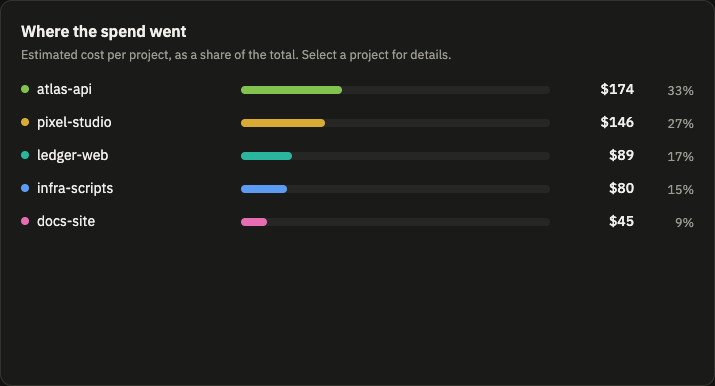 Where the spend went
Estimated cost per project, as a share of the total. Select a project for details.
atlas-api $174 33%
pixel-studio $146 27%
ledger-web $89 17%
infra-scripts $80 15%
docs-site $45 9%